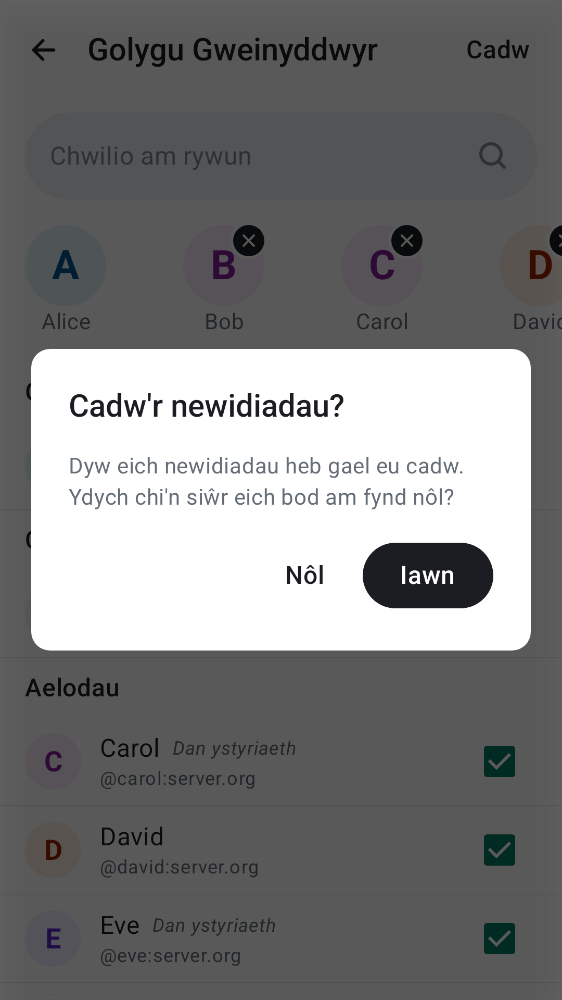 Golygu Gweinyddwyr
Cadw
Chwilio am rywun
A
B
C
D
Alice
Bob
Carol
Cadw'r newidiadau?
Dyw eich newidiadau heb gael eu cadw.
Ydych chi'n siŵr eich bod am fynd nôl?
Nôl
Iawn
Aelodau
C
Carol Dan ystyriaeth
@carol:server.org
D
David
@david:server.org
E
Eve Dan ystyriaeth
@eve:server.org